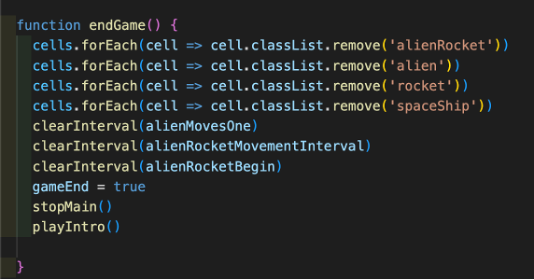 function endGame() {
cells.forEach(cell => cell.classList.remove('alienRocket'))
cells.forEach(cell => cell.classList.remove('alien'))
cells.forEach(cell => cell.classList.remove('rocket'))
cells.forEach(cell => cell.classList.remove('spaceShip'))
clearInterval(alienMovesOne)
clearInterval(alienRocketMovementInterval)
clearInterval(alienRocketBegin)
gameEnd = true
stopMain()
playIntro()
}